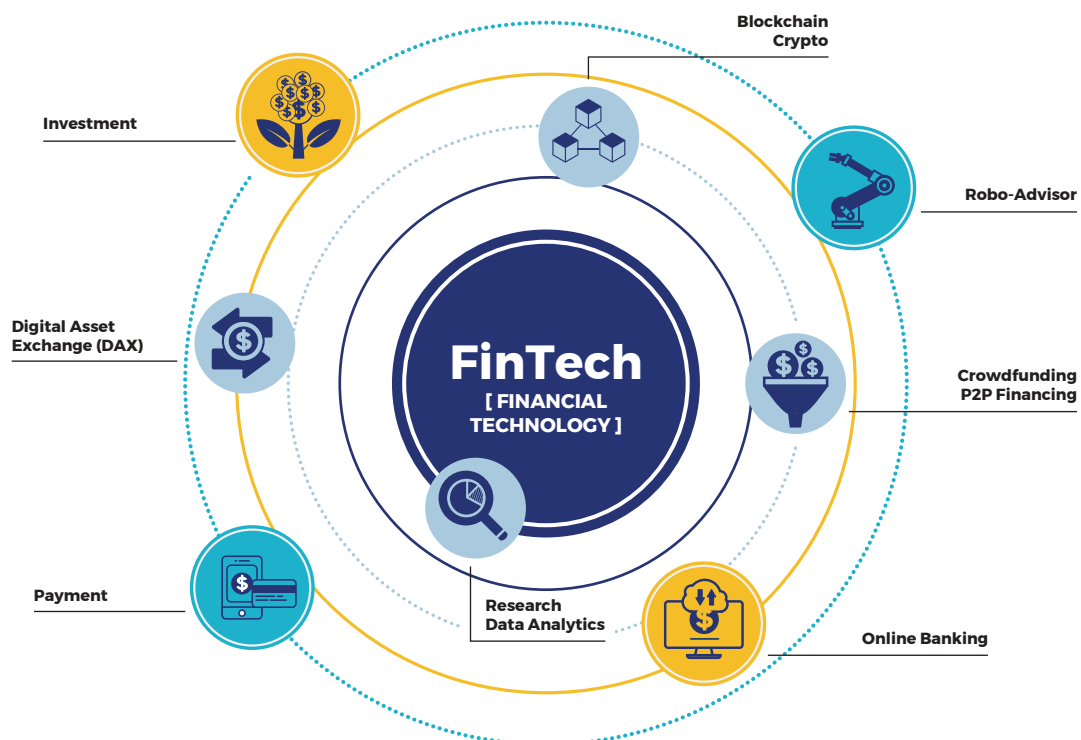 Blockchain
Crypto
Investment
Robo-Advisor
Digital Asset
Exchange (DAX)
FinTech
[ FINANCIAL
TECHNOLOGY ]
Crowdfunding
P2P Financing
Payment
Research
Data Analytics
Online Banking